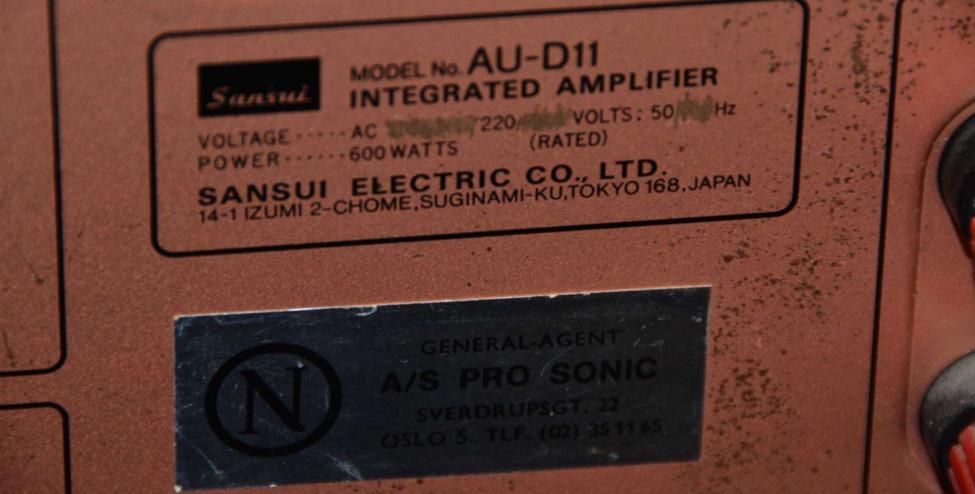 Sansui
MODEL No. AU-D11
INTEGRATED AMPLIFIER
VOLTAGE ····· AC 220 VOLTS: 50 Hz
POWER ······ 600 WATTS (RATED)
SANSUI ELECTRIC CO., LTD.
14-1 IZUMI 2-CHOME, SUGINAMI-KU, TOKYO 168, JAPAN
N
GENERAL-AGENT
A/S PRO SONIC
SVERDRUPSGT. 22
OSLO 5. TLF. (02) 35 11 65